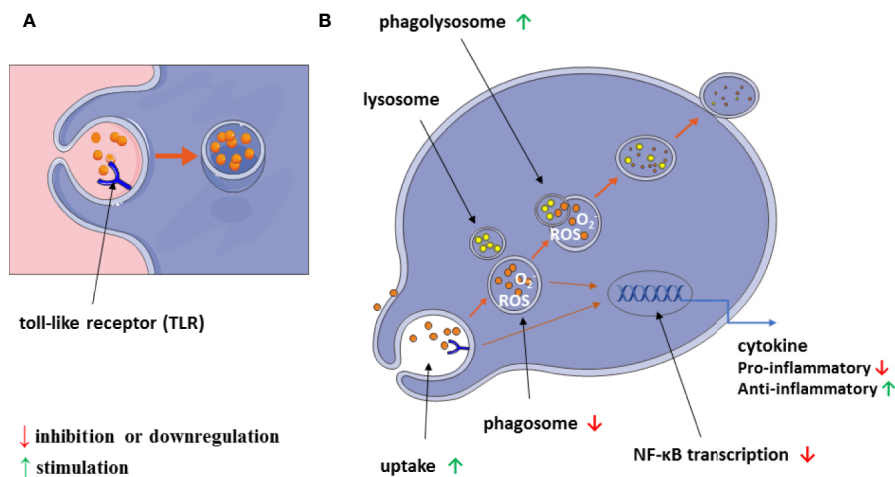 A
B
phagolysosome ↑
lysosome
O₂⁻
ROS
O₂⁻
ROS
toll-like receptor (TLR)
cytokine
Pro-inflammatory ↓
Anti-inflammatory ↑
phagosome ↓
NF-κB transcription ↓
uptake ↑
↓ inhibition or downregulation
↑ stimulation